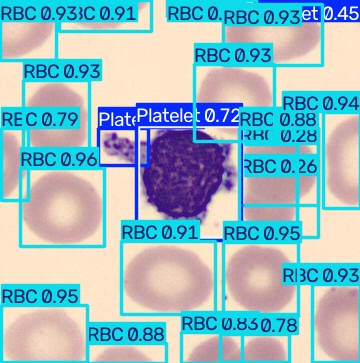 RBC 0.93
RBC 0.91
RBC 0.
RBC 0.93
et 0.45
RBC 0.93
RBC 0.93
RBC 0.94
RBC 0.79
Plate
Platelet 0.72
RBC 0.88
RBC 0.28
RBC 0.96
RBC 0.26
RBC 0.91
RBC 0.95
RBC 0.93
RBC 0.95
RBC 0.88
RBC 0.83
0.78